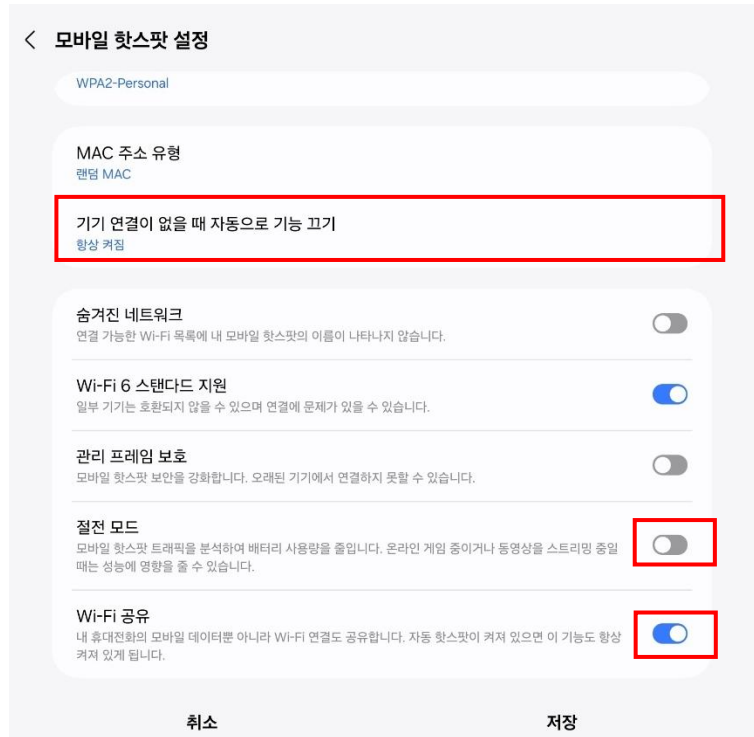 모바일 핫스팟 설정
WPA2-Personal
MAC 주소 유형
랜덤 MAC
기기 연결이 없을 때 자동으로 기능 끄기
항상 켜짐
숨겨진 네트워크
연결 가능한 Wi-Fi 목록에 내 모바일 핫스팟의 이름이 나타나지 않습니다.
Wi-Fi 6 스탠다드 지원
일부 기기는 호환되지 않을 수 있으며 연결에 문제가 있을 수 있습니다.
관리 프레임 보호
모바일 핫스팟 보안을 강화합니다. 오래된 기기에서 연결하지 못할 수 있습니다.
절전 모드
모바일 핫스팟 트래픽을 분석하여 배터리 사용량을 줄입니다. 온라인 게임 중이거나 동영상을 스트리밍 중일
때는 성능에 영향을 줄 수 있습니다.
Wi-Fi 공유
내 휴대전화의 모바일 데이터뿐 아니라 Wi-Fi 연결도 공유합니다. 자동 핫스팟이 켜져 있으면 이 기능도 항상
켜져 있게 됩니다.
취소 저장